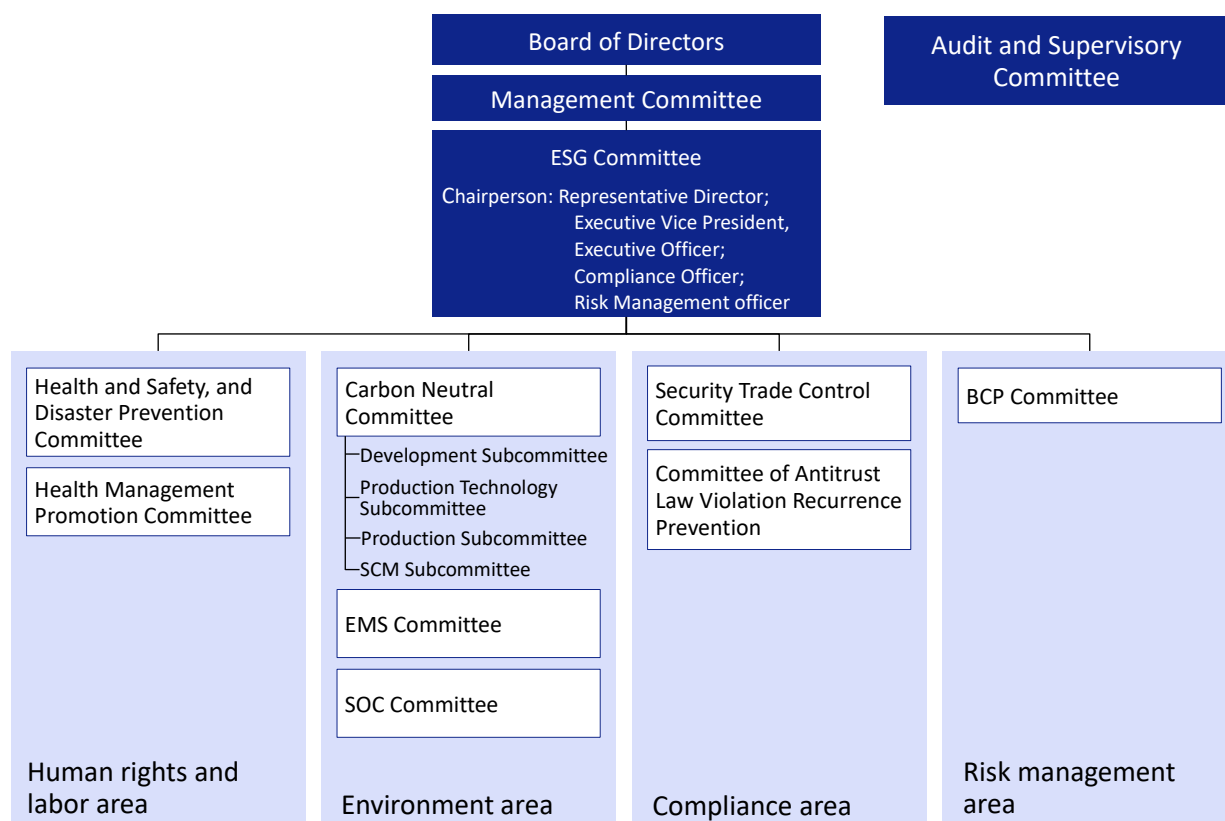 Board of Directors
Audit and Supervisory
Committee
Management Committee
ESG Committee
Chairperson: Representative Director;
Executive Vice President,
Executive Officer;
Compliance Officer;
Risk Management officer
Health and Safety, and
Disaster Prevention
Committee
Health Management
Promotion Committee
Human rights and
labor area
Carbon Neutral
Committee
Development Subcommittee
Production Technology
Subcommittee
Production Subcommittee
SCM Subcommittee
EMS Committee
SOC Committee
Environment area
Security Trade Control
Committee
Committee of Antitrust
Law Violation Recurrence
Prevention
Compliance area
BCP Committee
Risk management
area